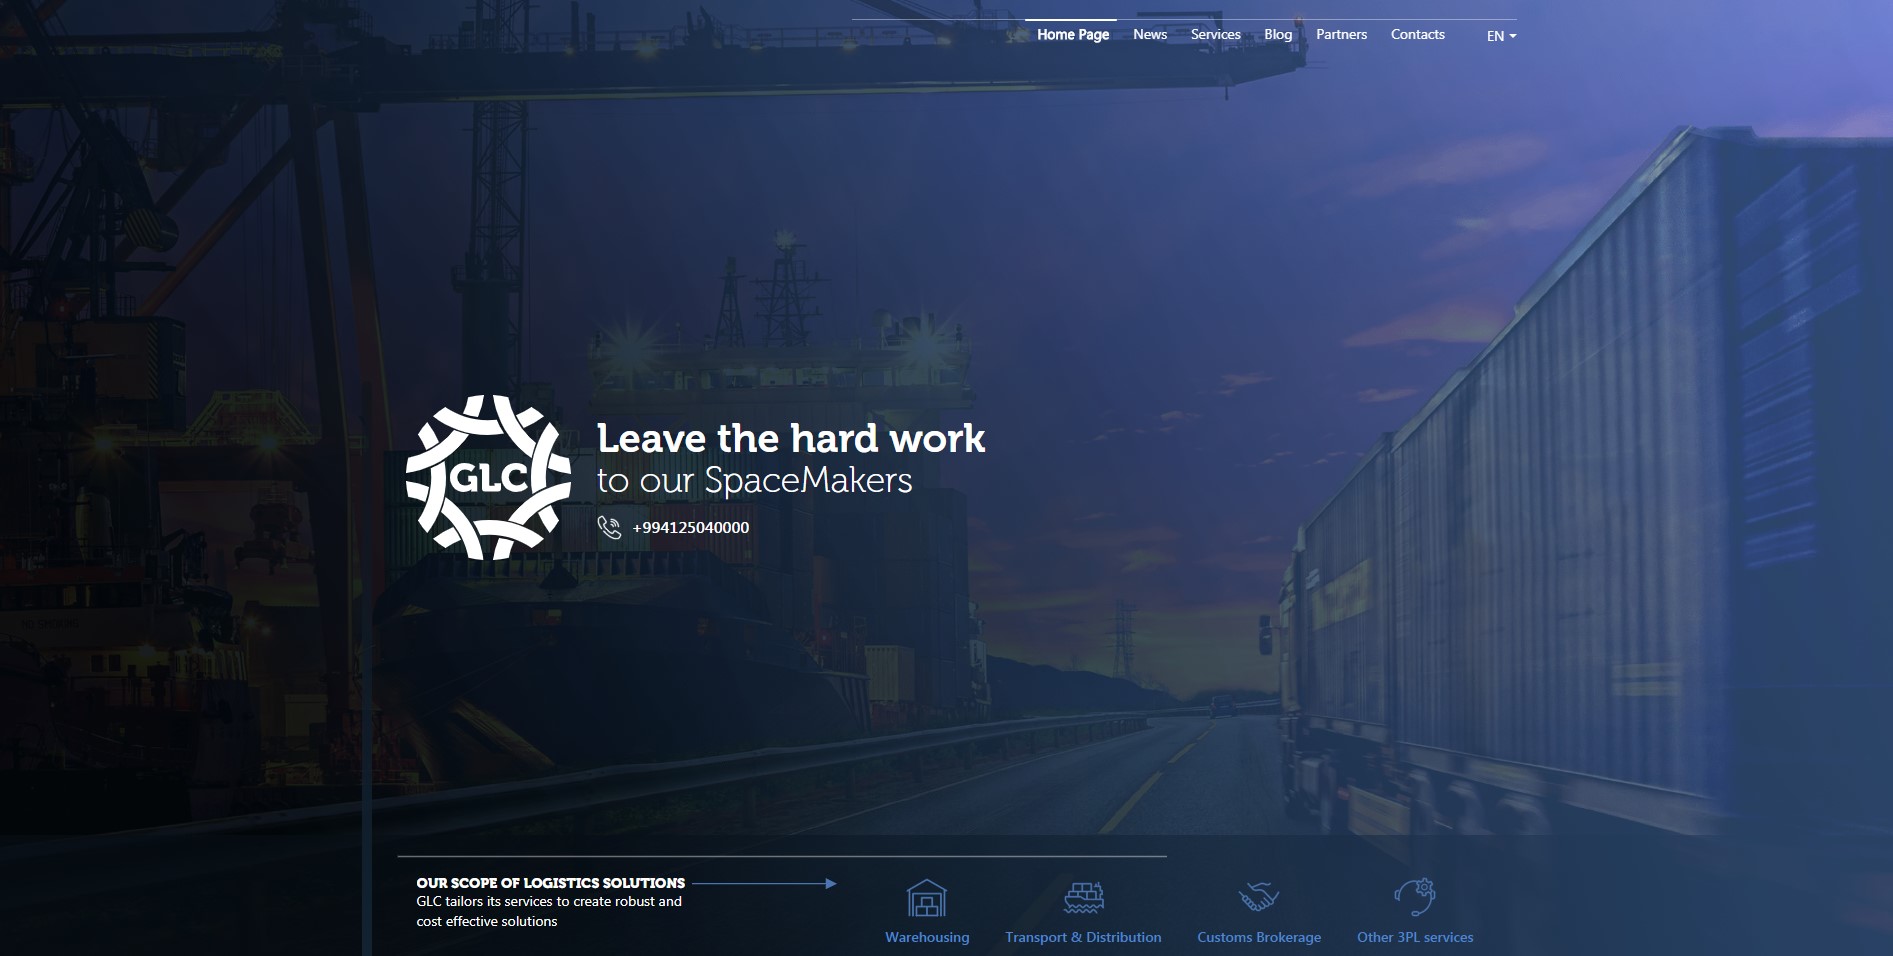 Home Page News Services Blog Partners Contacts EN
GLC
Leave the hard work
to our SpaceMakers
+994125040000
OUR SCOPE OF LOGISTICS SOLUTIONS
GLC tailors its services to create robust and
cost effective solutions
Warehousing Transport & Distribution Customs Brokerage Other 3PL services